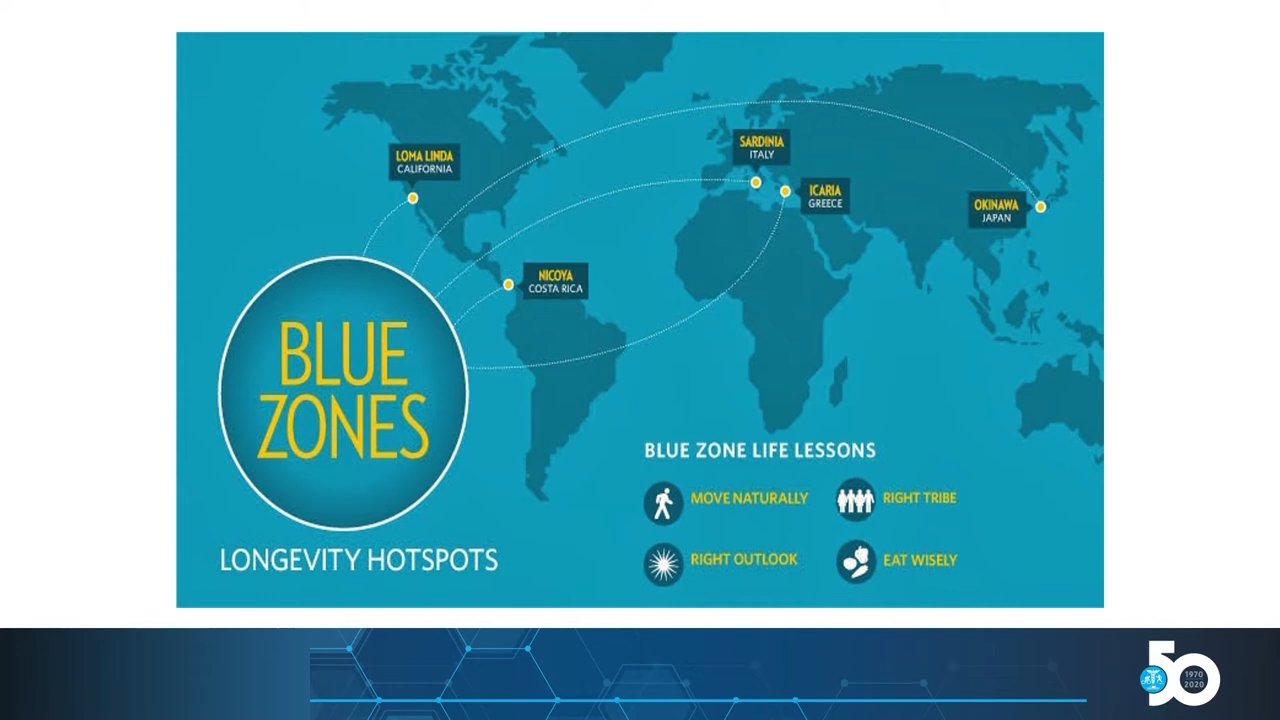 LOMA LINDA
CALIFORNIA
SARDINIA
ITALY
ICARIA
GREECE
OKINAWA
JAPAN
NICOYA
COSTA RICA
BLUE
ZONES
LONGEVITY HOTSPOTS
BLUE ZONE LIFE LESSONS
MOVE NATURALLY
RIGHT TRIBE
RIGHT OUTLOOK
EAT WISELY
50
1970
2020